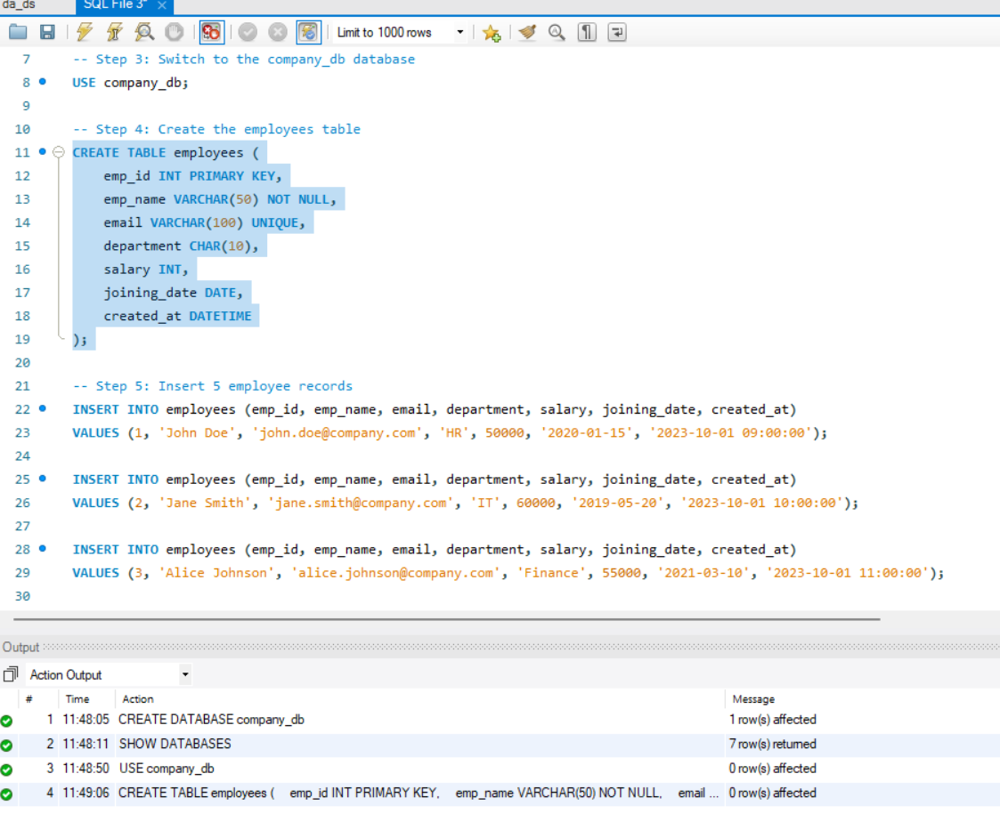 da_ds
SQL File 3*
Limit to 1000 rows
7 -- Step 3: Switch to the company_db database
8 USE company_db;
9
10 -- Step 4: Create the employees table
11 CREATE TABLE employees (
12 emp_id INT PRIMARY KEY,
13 emp_name VARCHAR(50) NOT NULL,
14 email VARCHAR(100) UNIQUE,
15 department CHAR(10),
16 salary INT,
17 joining_date DATE,
18 created_at DATETIME
19 );
20
21 -- Step 5: Insert 5 employee records
22 INSERT INTO employees (emp_id, emp_name, email, department, salary, joining_date, created_at)
23 VALUES (1, 'John Doe', 'john.doe@company.com', 'HR', 50000, '2020-01-15', '2023-10-01 09:00:00');
24
25 INSERT INTO employees (emp_id, emp_name, email, department, salary, joining_date, created_at)
26 VALUES (2, 'Jane Smith', 'jane.smith@company.com', 'IT', 60000, '2019-05-20', '2023-10-01 10:00:00');
27
28 INSERT INTO employees (emp_id, emp_name, email, department, salary, joining_date, created_at)
29 VALUES (3, 'Alice Johnson', 'alice.johnson@company.com', 'Finance', 55000, '2021-03-10', '2023-10-01 11:00:00');
30
Output
Action Output
# Time Action Message
1 11:48:05 CREATE DATABASE company_db 1 row(s) affected
2 11:48:11 SHOW DATABASES 7 row(s) returned
3 11:48:50 USE company_db 0 row(s) affected
4 11:49:06 CREATE TABLE employees ( emp_id INT PRIMARY KEY, emp_name VARCHAR(50) NOT NULL, email ... 0 row(s) affected